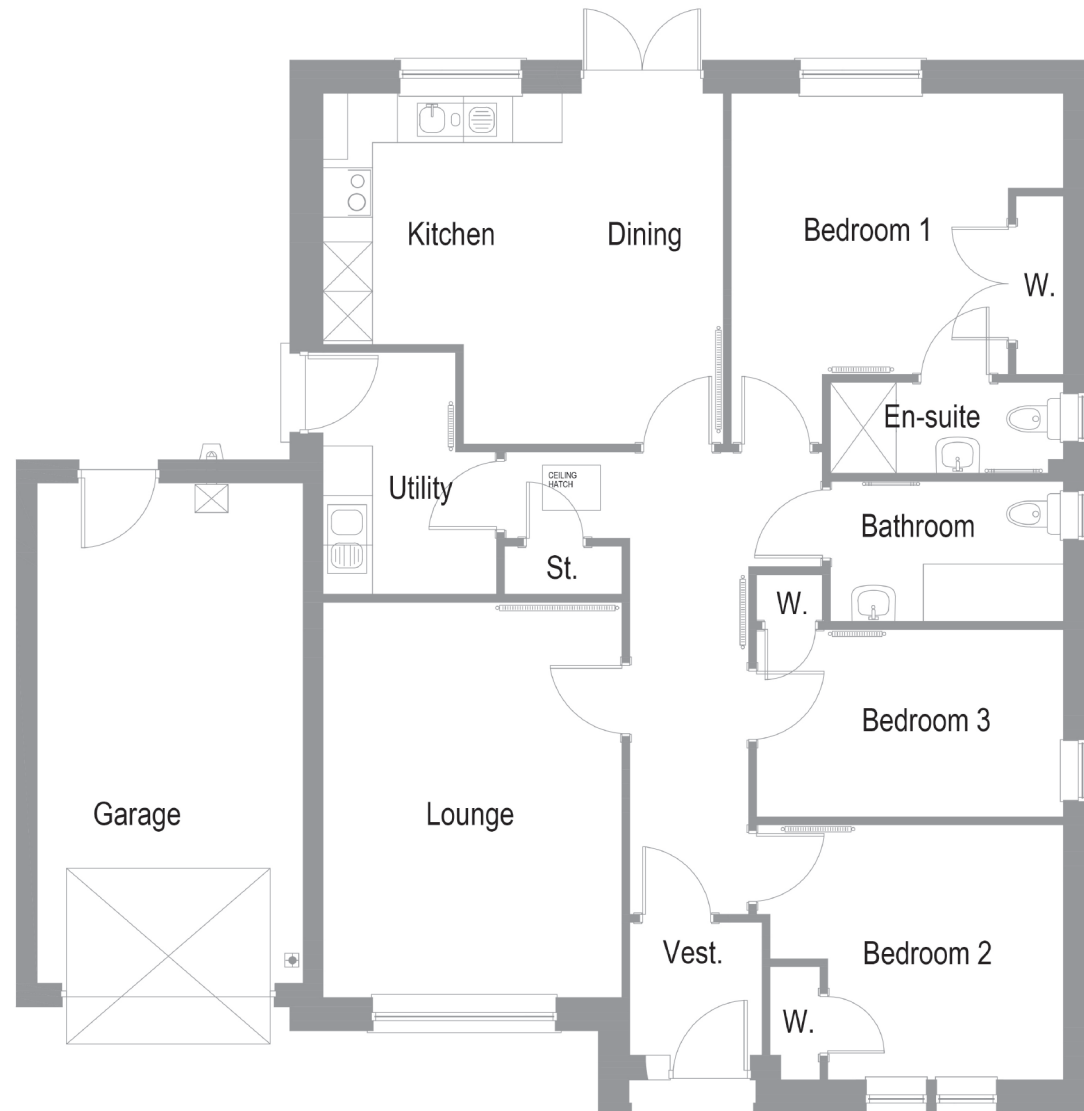 Kitchen
Dining
Bedroom 1
W.
En-suite
CEILING
HATCH
Utility
Bathroom
St.
W.
Bedroom 3
Garage
Lounge
Vest.
Bedroom 2
W.